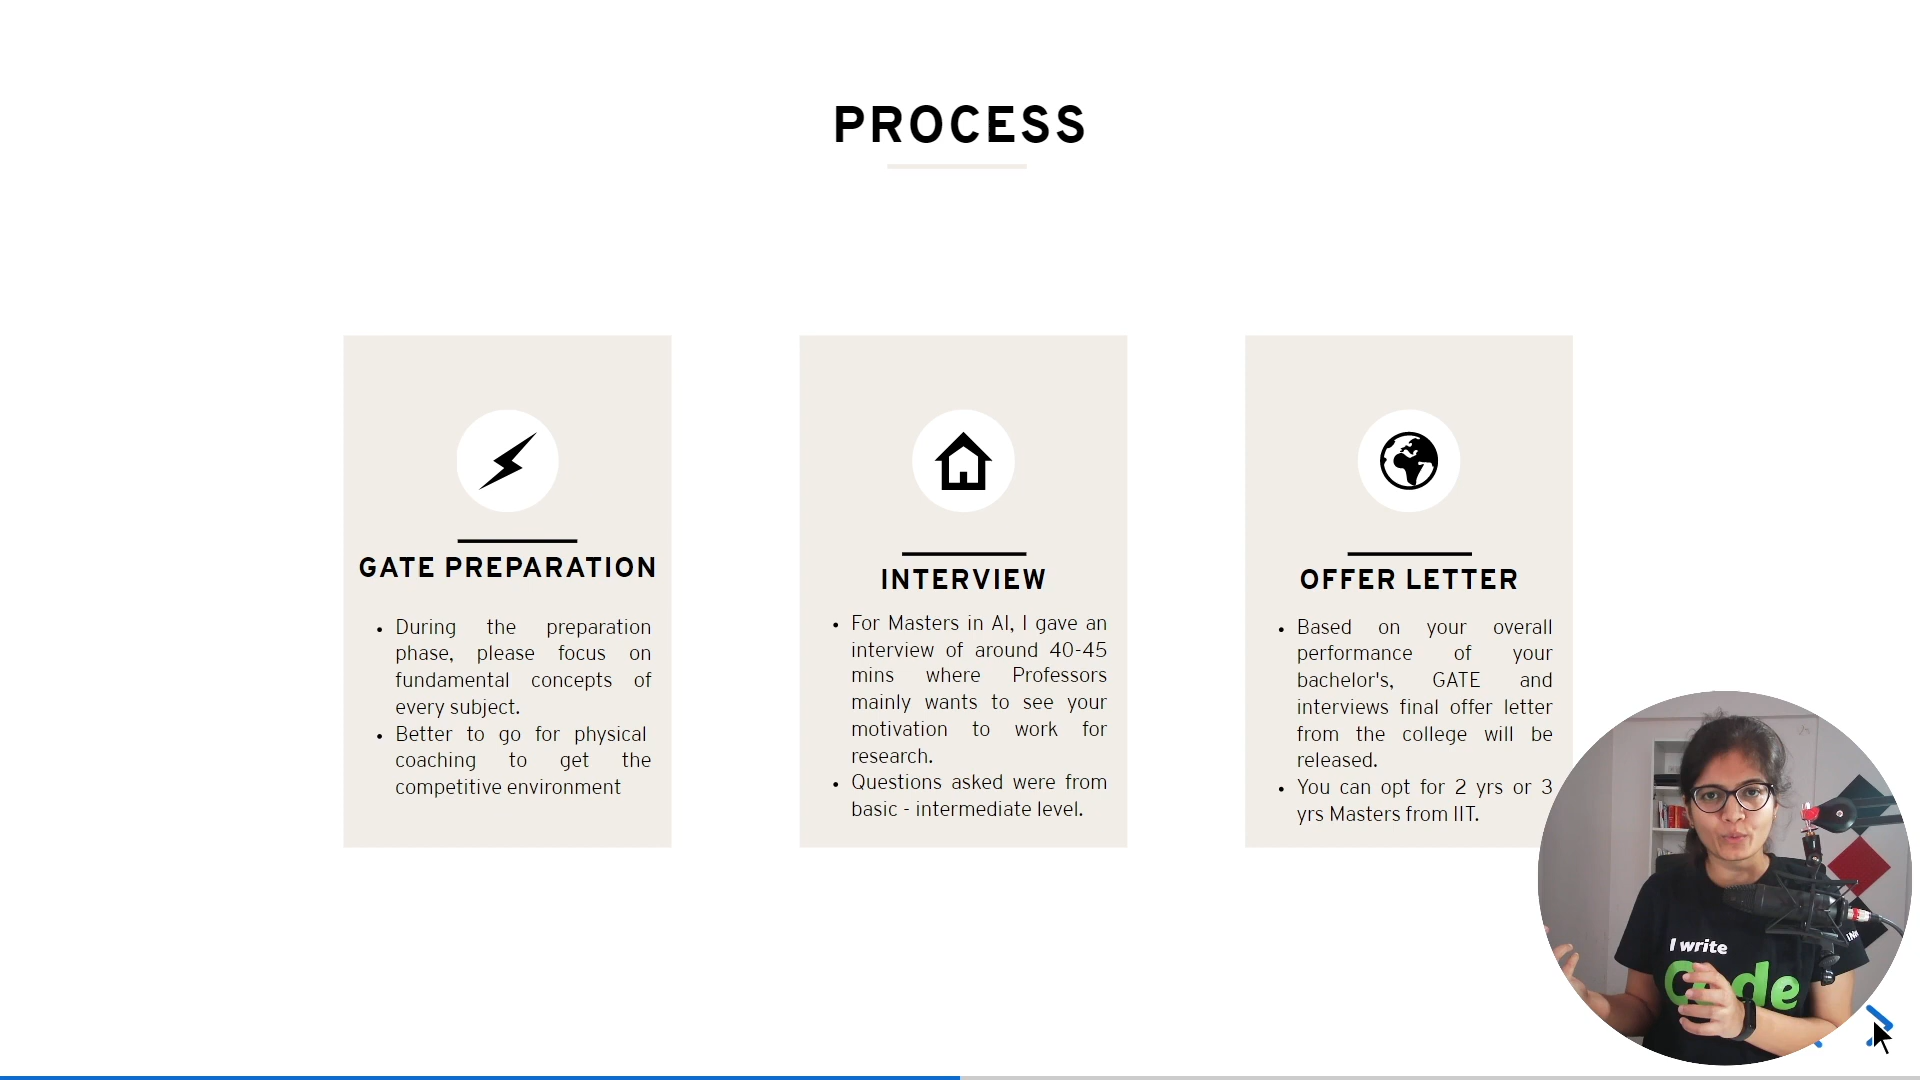 PROCESS
GATE PREPARATION
During the preparation
phase, please focus on
fundamental concepts of
every subject.
Better to go for physical
coaching to get the
competitive environment
INTERVIEW
For Masters in AI, I gave an
interview of around 40-45
mins where Professors
mainly wants to see your
motivation to work for
research.
Questions asked were from
basic - intermediate level.
OFFER LETTER
Based on your overall
performance of your
bachelor's, GATE and
interviews final offer letter
from the college will be
released.
You can opt for 2 yrs or 3
yrs Masters from IIT.
I write
Code